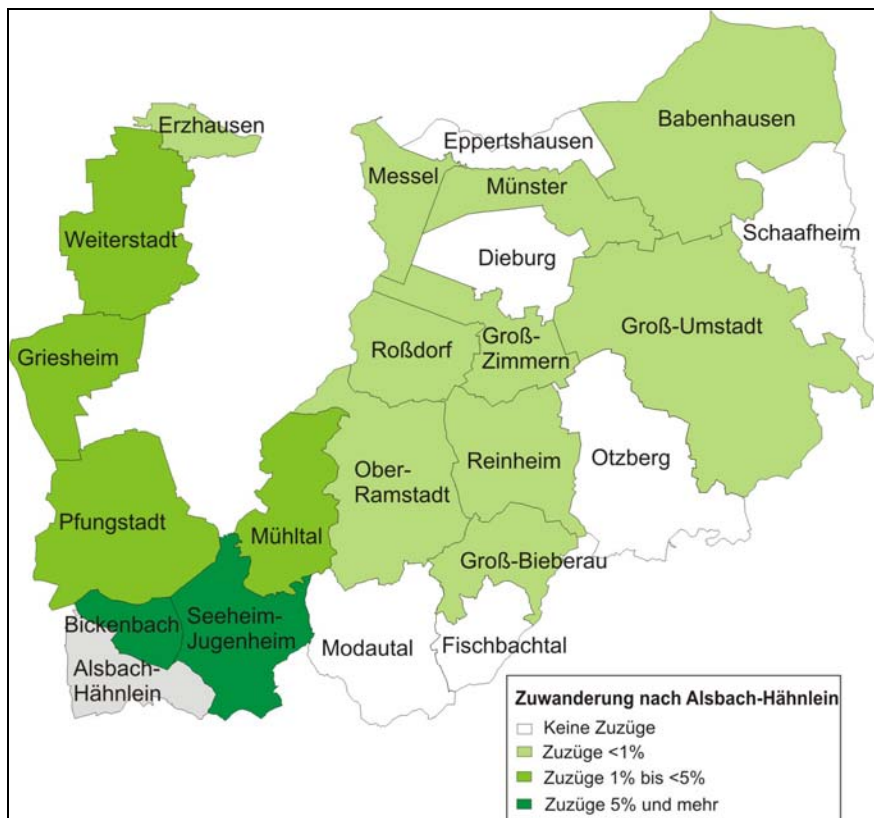 Erzhausen
Babenhausen
Eppertshausen
Messel
Münster
Schaafheim
Weiterstadt
Dieburg
Groß-Umstadt
Griesheim
Roßdorf
Groß-
Zimmern
Ober-
Ramstadt
Reinheim
Otzberg
Pfungstadt
Mühltal
Groß-Bieberau
Bickenbach
Seeheim-
Jugenheim
Modautal
Fischbachtal
Alsbach-
Hähnlein
Zuwanderung nach Alsbach-Hähnlein
Keine Zuzüge
Zuzüge <1%
Zuzüge 1% bis <5%
Zuzüge 5% und mehr